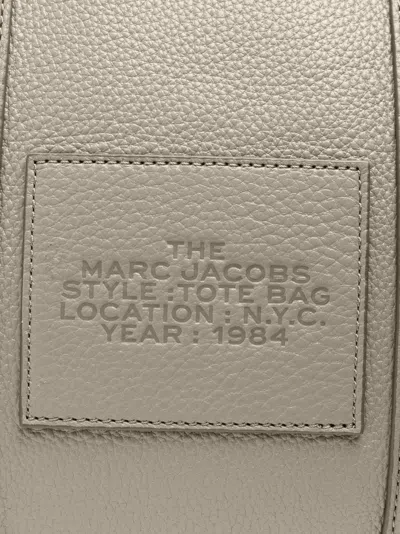 THE
MARC JACOBS
STYLE : TOTE BAG
LOCATION : N.Y.C.
YEAR : 1984